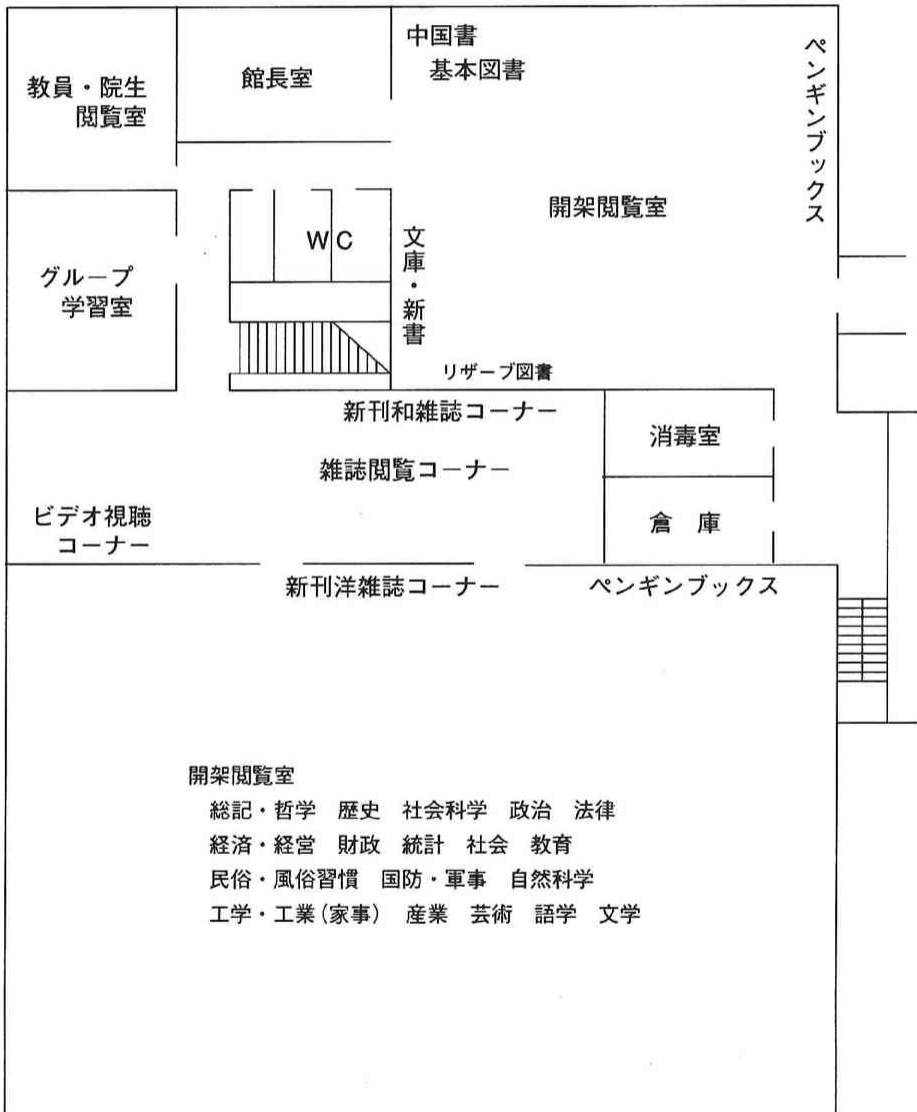 教員・院生
閲覧室
館長室
中国書
基本図書
ペンギンブックス
開架閲覧室
グループ
学習室
WC
文庫・新書
リザーブ図書
新刊和雑誌コーナー
消毒室
雑誌閲覧コーナー
ビデオ視聴
コーナー
倉 庫
新刊洋雑誌コーナー
ペンギンブックス
開架閲覧室
総記・哲学 歴史 社会科学 政治 法律
経済・経営 財政 統計 社会 教育
民俗・風俗習慣 国防・軍事 自然科学
工学・工業(家事) 産業 芸術 語学 文学